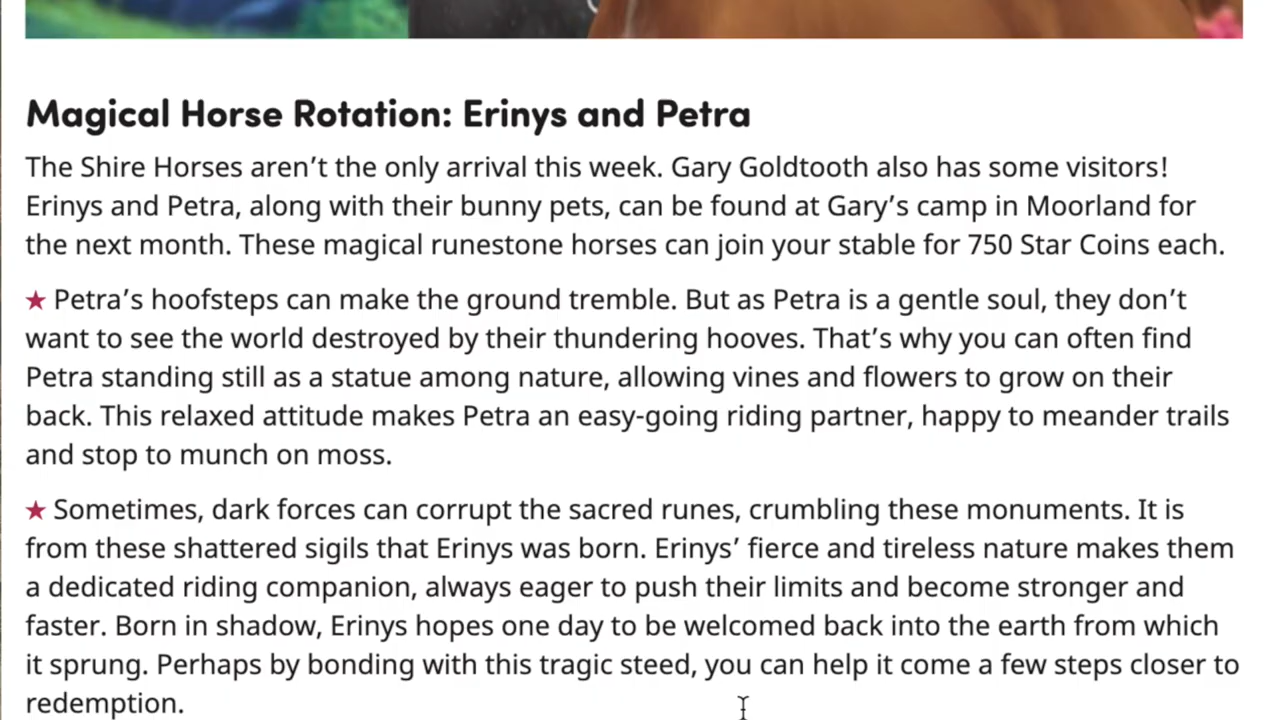 Magical Horse Rotation: Erinys and Petra
The Shire Horses aren’t the only arrival this week. Gary Goldtooth also has some visitors!
Erinys and Petra, along with their bunny pets, can be found at Gary’s camp in Moorland for
the next month. These magical runestone horses can join your stable for 750 Star Coins each.
★ Petra’s hoofsteps can make the ground tremble. But as Petra is a gentle soul, they don’t
want to see the world destroyed by their thundering hooves. That’s why you can often find
Petra standing still as a statue among nature, allowing vines and flowers to grow on their
back. This relaxed attitude makes Petra an easy-going riding partner, happy to meander trails
and stop to munch on moss.
★ Sometimes, dark forces can corrupt the sacred runes, crumbling these monuments. It is
from these shattered sigils that Erinys was born. Erinys’ fierce and tireless nature makes them
a dedicated riding companion, always eager to push their limits and become stronger and
faster. Born in shadow, Erinys hopes one day to be welcomed back into the earth from which
it sprung. Perhaps by bonding with this tragic steed, you can help it come a few steps closer to
redemption.